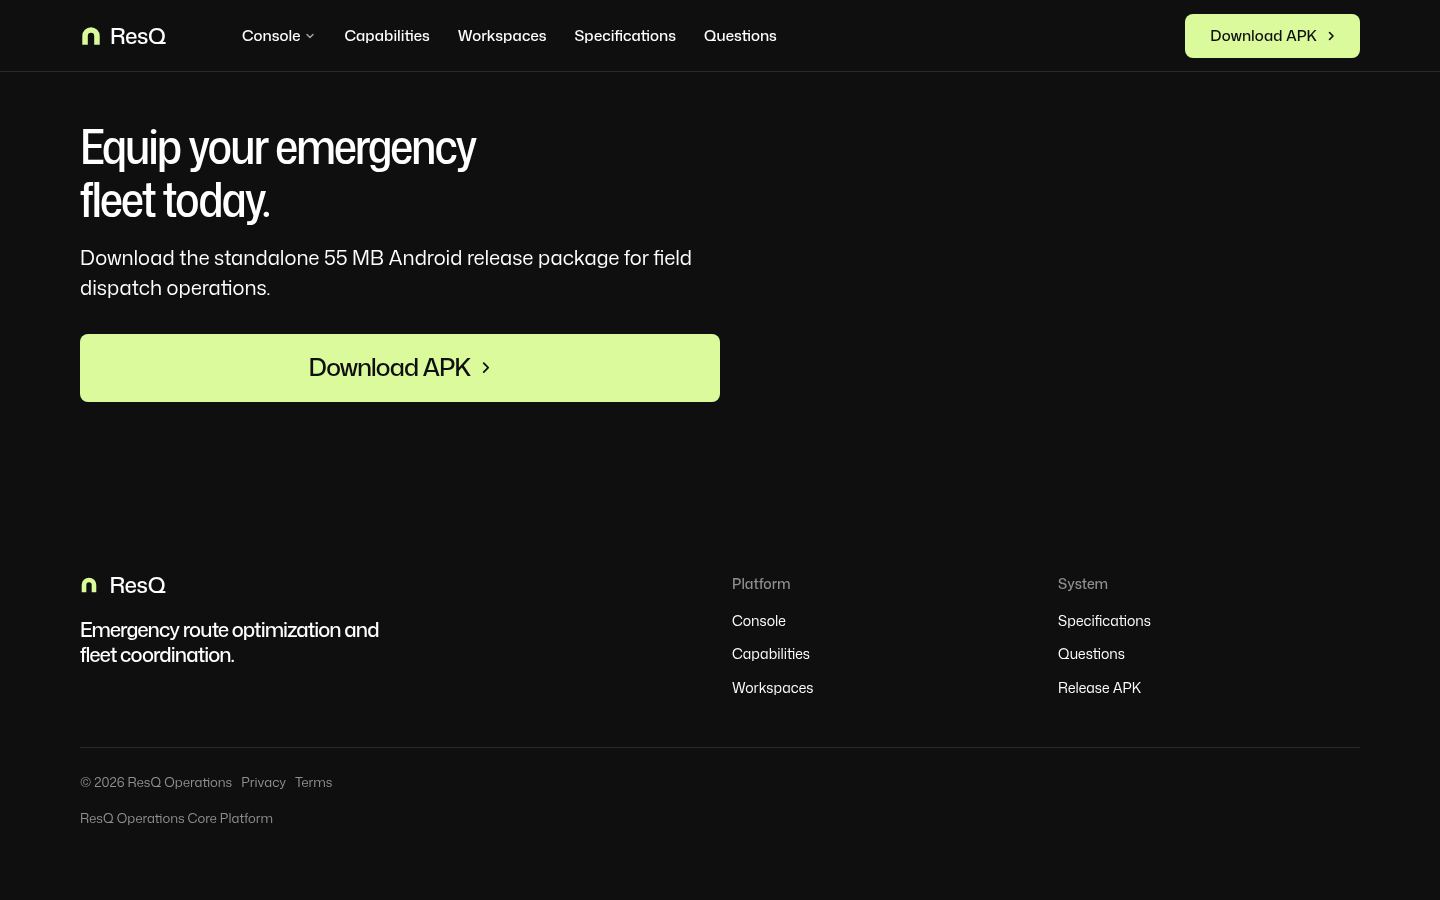 ResQ
Console
Capabilities
Workspaces
Specifications
Questions
Download APK
Equip your emergency
fleet today.
Download the standalone 55 MB Android release package for field
dispatch operations.
Download APK
ResQ
Emergency route optimization and
fleet coordination.
Platform
Console
Capabilities
Workspaces
System
Specifications
Questions
Release APK
© 2026 ResQ Operations Privacy Terms
ResQ Operations Core Platform